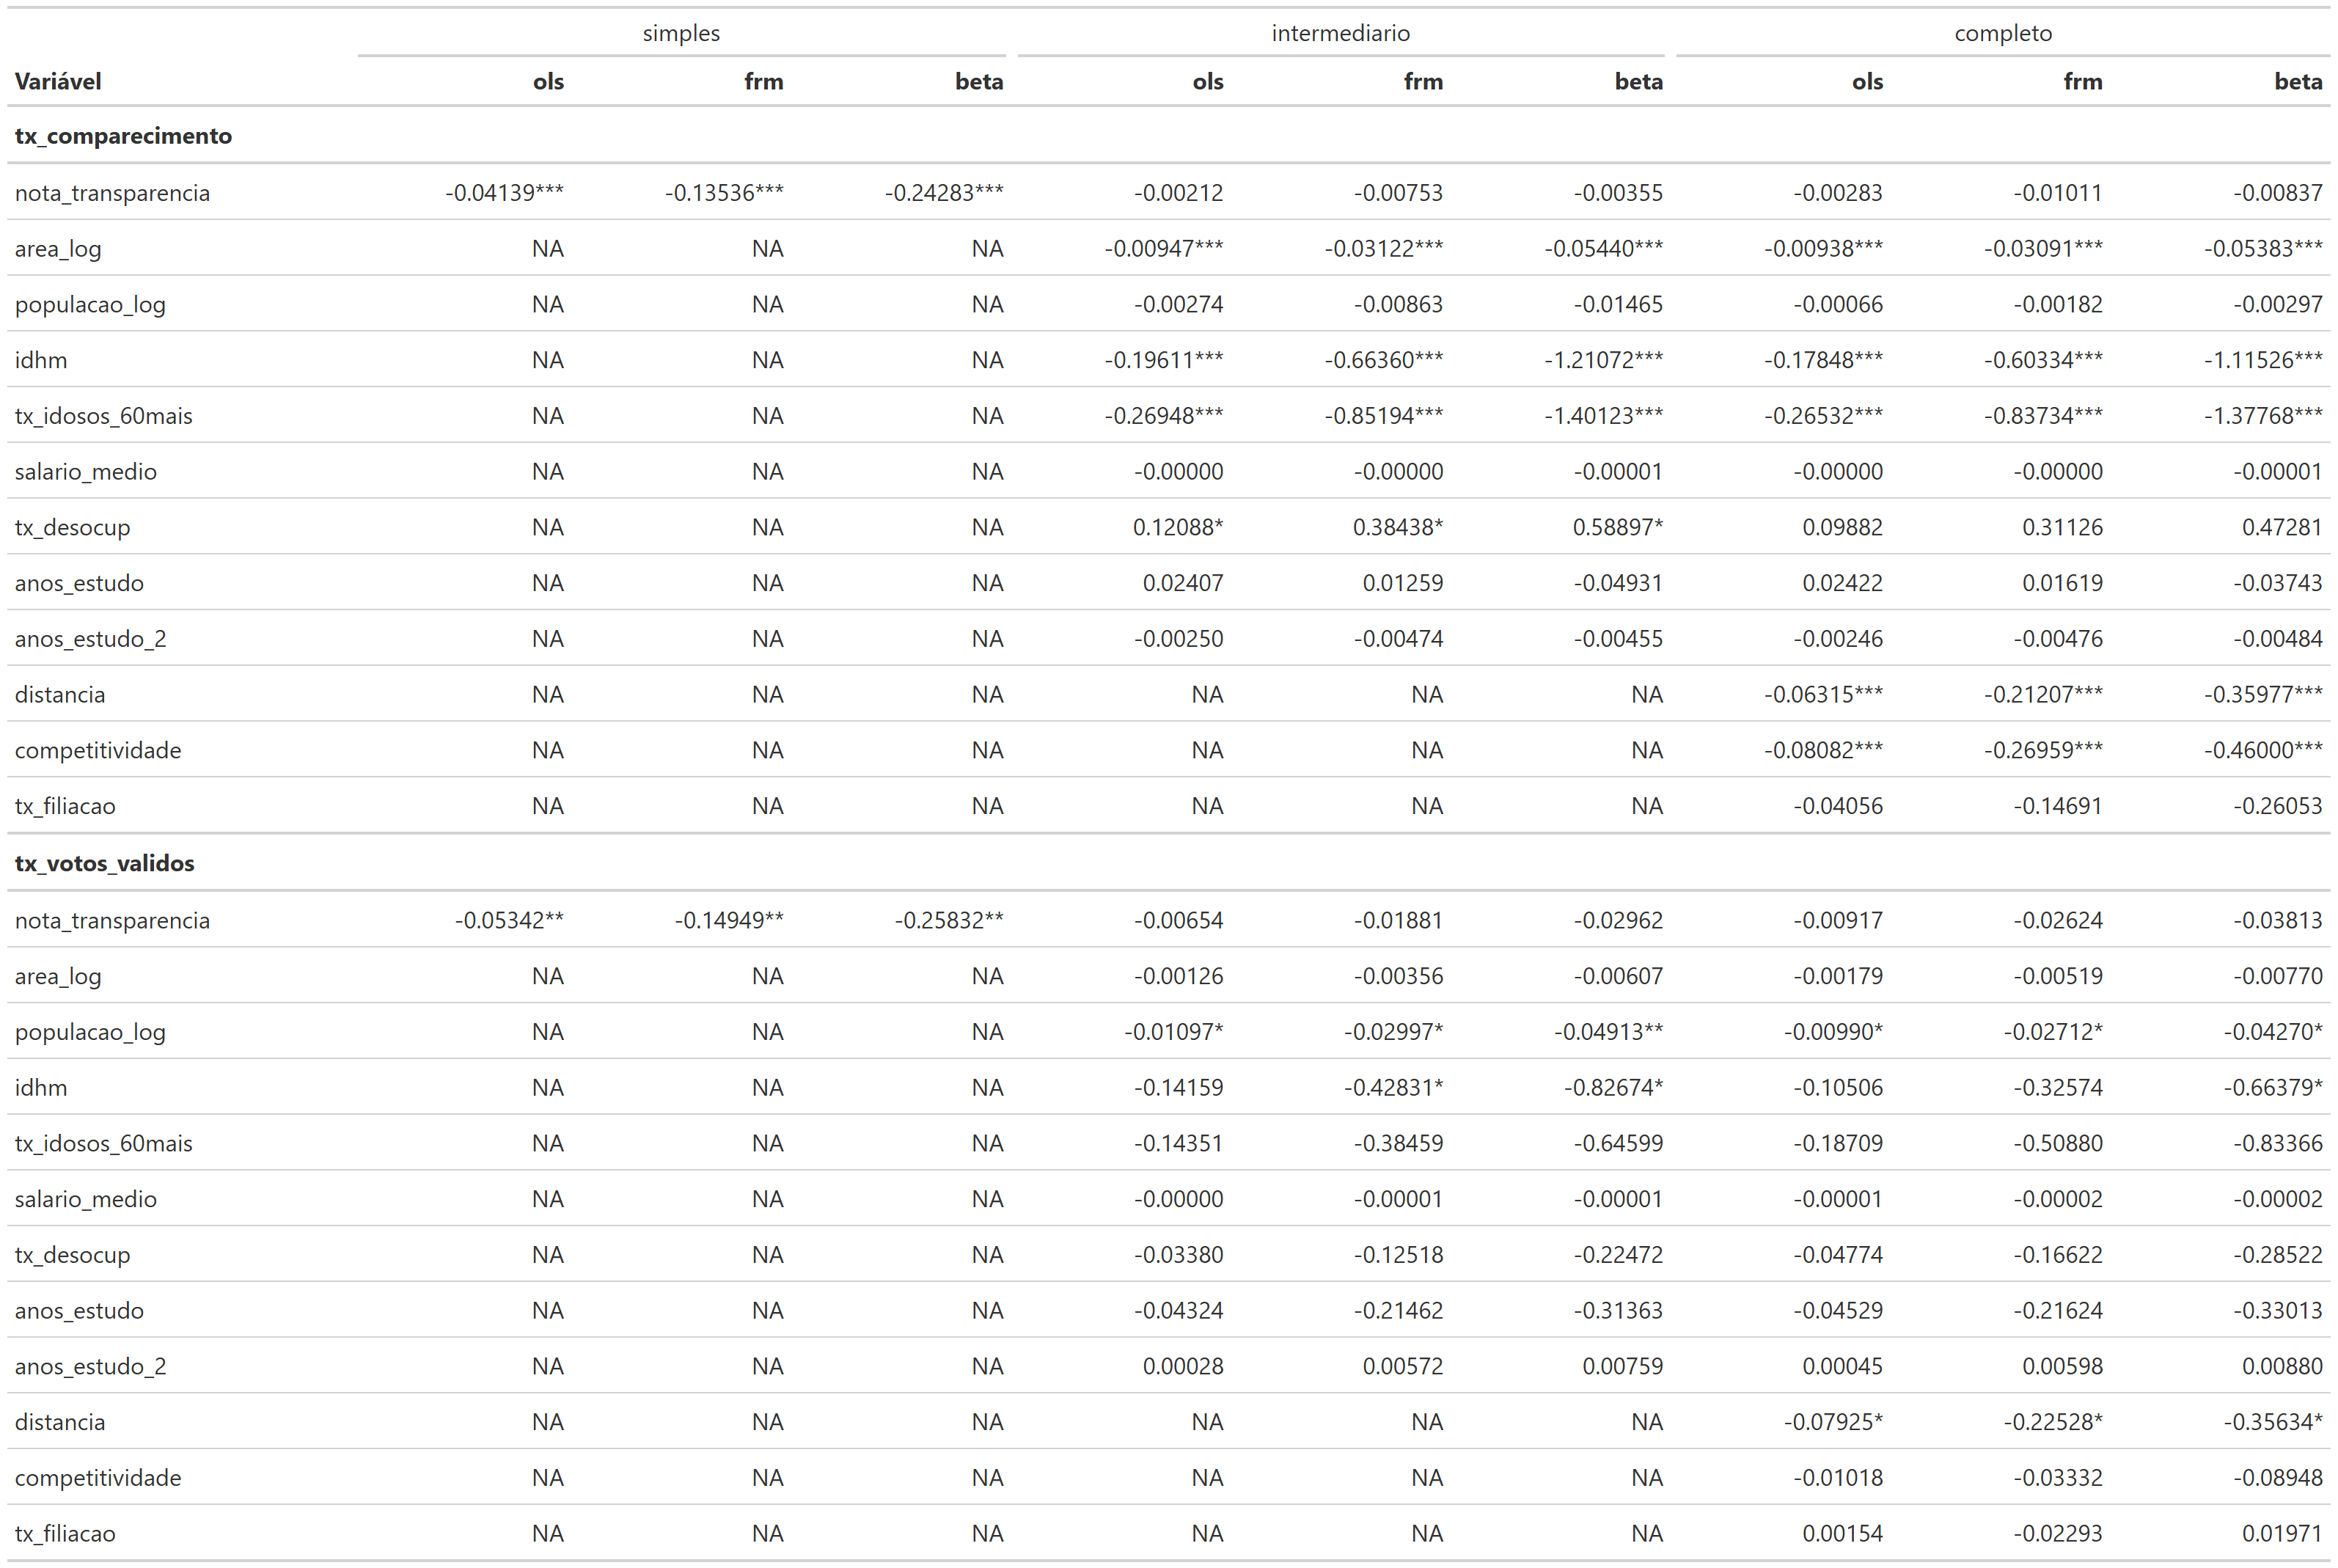 simples intermediario completo
Variável ols frm beta ols frm beta ols frm beta
tx_comparecimento
nota_transparencia -0.04139*** -0.13536*** -0.24283*** -0.00212 -0.00753 -0.00355 -0.00283 -0.01011 -0.00837
area_log NA NA NA -0.00947*** -0.03122*** -0.05440*** -0.00938*** -0.03091*** -0.05383***
populacao_log NA NA NA -0.00274 -0.00863 -0.01465 -0.00066 -0.00182 -0.00297
idhm NA NA NA -0.19611*** -0.66360*** -1.21072*** -0.17848*** -0.60334*** -1.11526***
tx_idosos_60mais NA NA NA -0.26948*** -0.85194*** -1.40123*** -0.26532*** -0.83734*** -1.37768***
salario_medio NA NA NA -0.00000 -0.00000 -0.00001 -0.00000 -0.00000 -0.00001
tx_desocup NA NA NA 0.12088* 0.38438* 0.58897* 0.09882 0.31126 0.47281
anos_estudo NA NA NA 0.02407 0.01259 -0.04931 0.02422 0.01619 -0.03743
anos_estudo_2 NA NA NA -0.00250 -0.00474 -0.00455 -0.00246 -0.00476 -0.00484
distancia NA NA NA NA NA NA -0.06315*** -0.21207*** -0.35977***
competitividade NA NA NA NA NA NA -0.08082*** -0.26959*** -0.46000***
tx_filiacao NA NA NA NA NA NA -0.04056 -0.14691 -0.26053
tx_votos_validos
nota_transparencia -0.05342** -0.14949** -0.25832** -0.00654 -0.01881 -0.02962 -0.00917 -0.02624 -0.03813
area_log NA NA NA -0.00126 -0.00356 -0.00607 -0.00179 -0.00519 -0.00770
populacao_log NA NA NA -0.01097* -0.02997* -0.04913** -0.00990* -0.02712* -0.04270*
idhm NA NA NA -0.14159 -0.42831* -0.82674* -0.10506 -0.32574 -0.66379*
tx_idosos_60mais NA NA NA -0.14351 -0.38459 -0.64599 -0.18709 -0.50880 -0.83366
salario_medio NA NA NA -0.00000 -0.00001 -0.00001 -0.00001 -0.00002 -0.00002
tx_desocup NA NA NA -0.03380 -0.12518 -0.22472 -0.04774 -0.16622 -0.28522
anos_estudo NA NA NA -0.04324 -0.21462 -0.31363 -0.04529 -0.21624 -0.33013
anos_estudo_2 NA NA NA 0.00028 0.00572 0.00759 0.00045 0.00598 0.00880
distancia NA NA NA NA NA NA -0.07925* -0.22528* -0.35634*
competitividade NA NA NA NA NA NA -0.01018 -0.03332 -0.08948
tx_filiacao NA NA NA NA NA NA 0.00154 -0.02293 0.01971